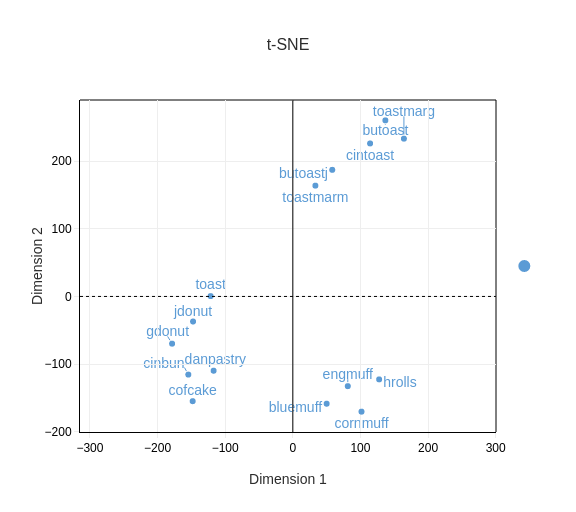 t-SNE
toastmarg
butoast
cintoast
butoastj
toastmarm
toast
jdonut
gdonut
cinbun
danpastry
cofcake
engmuff
hrolls
bluemuff
cornmuff
200
100
0
−100
−200
Dimension 2
−300
−200
−100
0
100
200
300
Dimension 1